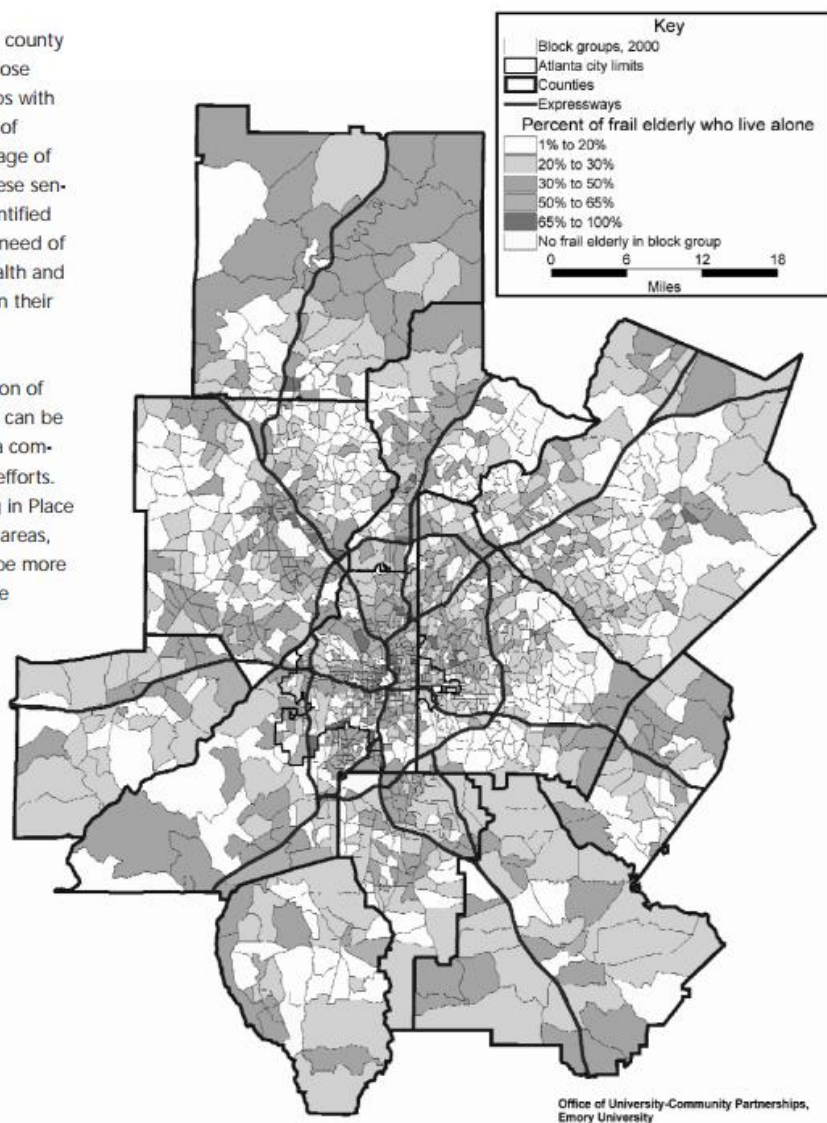 county
ose
os with
of
age of
ese sen-
ntified
need of
alth and
n their
on of
can be
a com-
efforts.
g in Place
areas,
be more
e
Key
Block groups, 2000
Atlanta city limits
Counties
Expressways
Percent of frail elderly who live alone
1% to 20%
20% to 30%
30% to 50%
50% to 65%
65% to 100%
No frail elderly in block group
0 6 12 18
Miles
Office of University-Community Partnerships,
Emory University